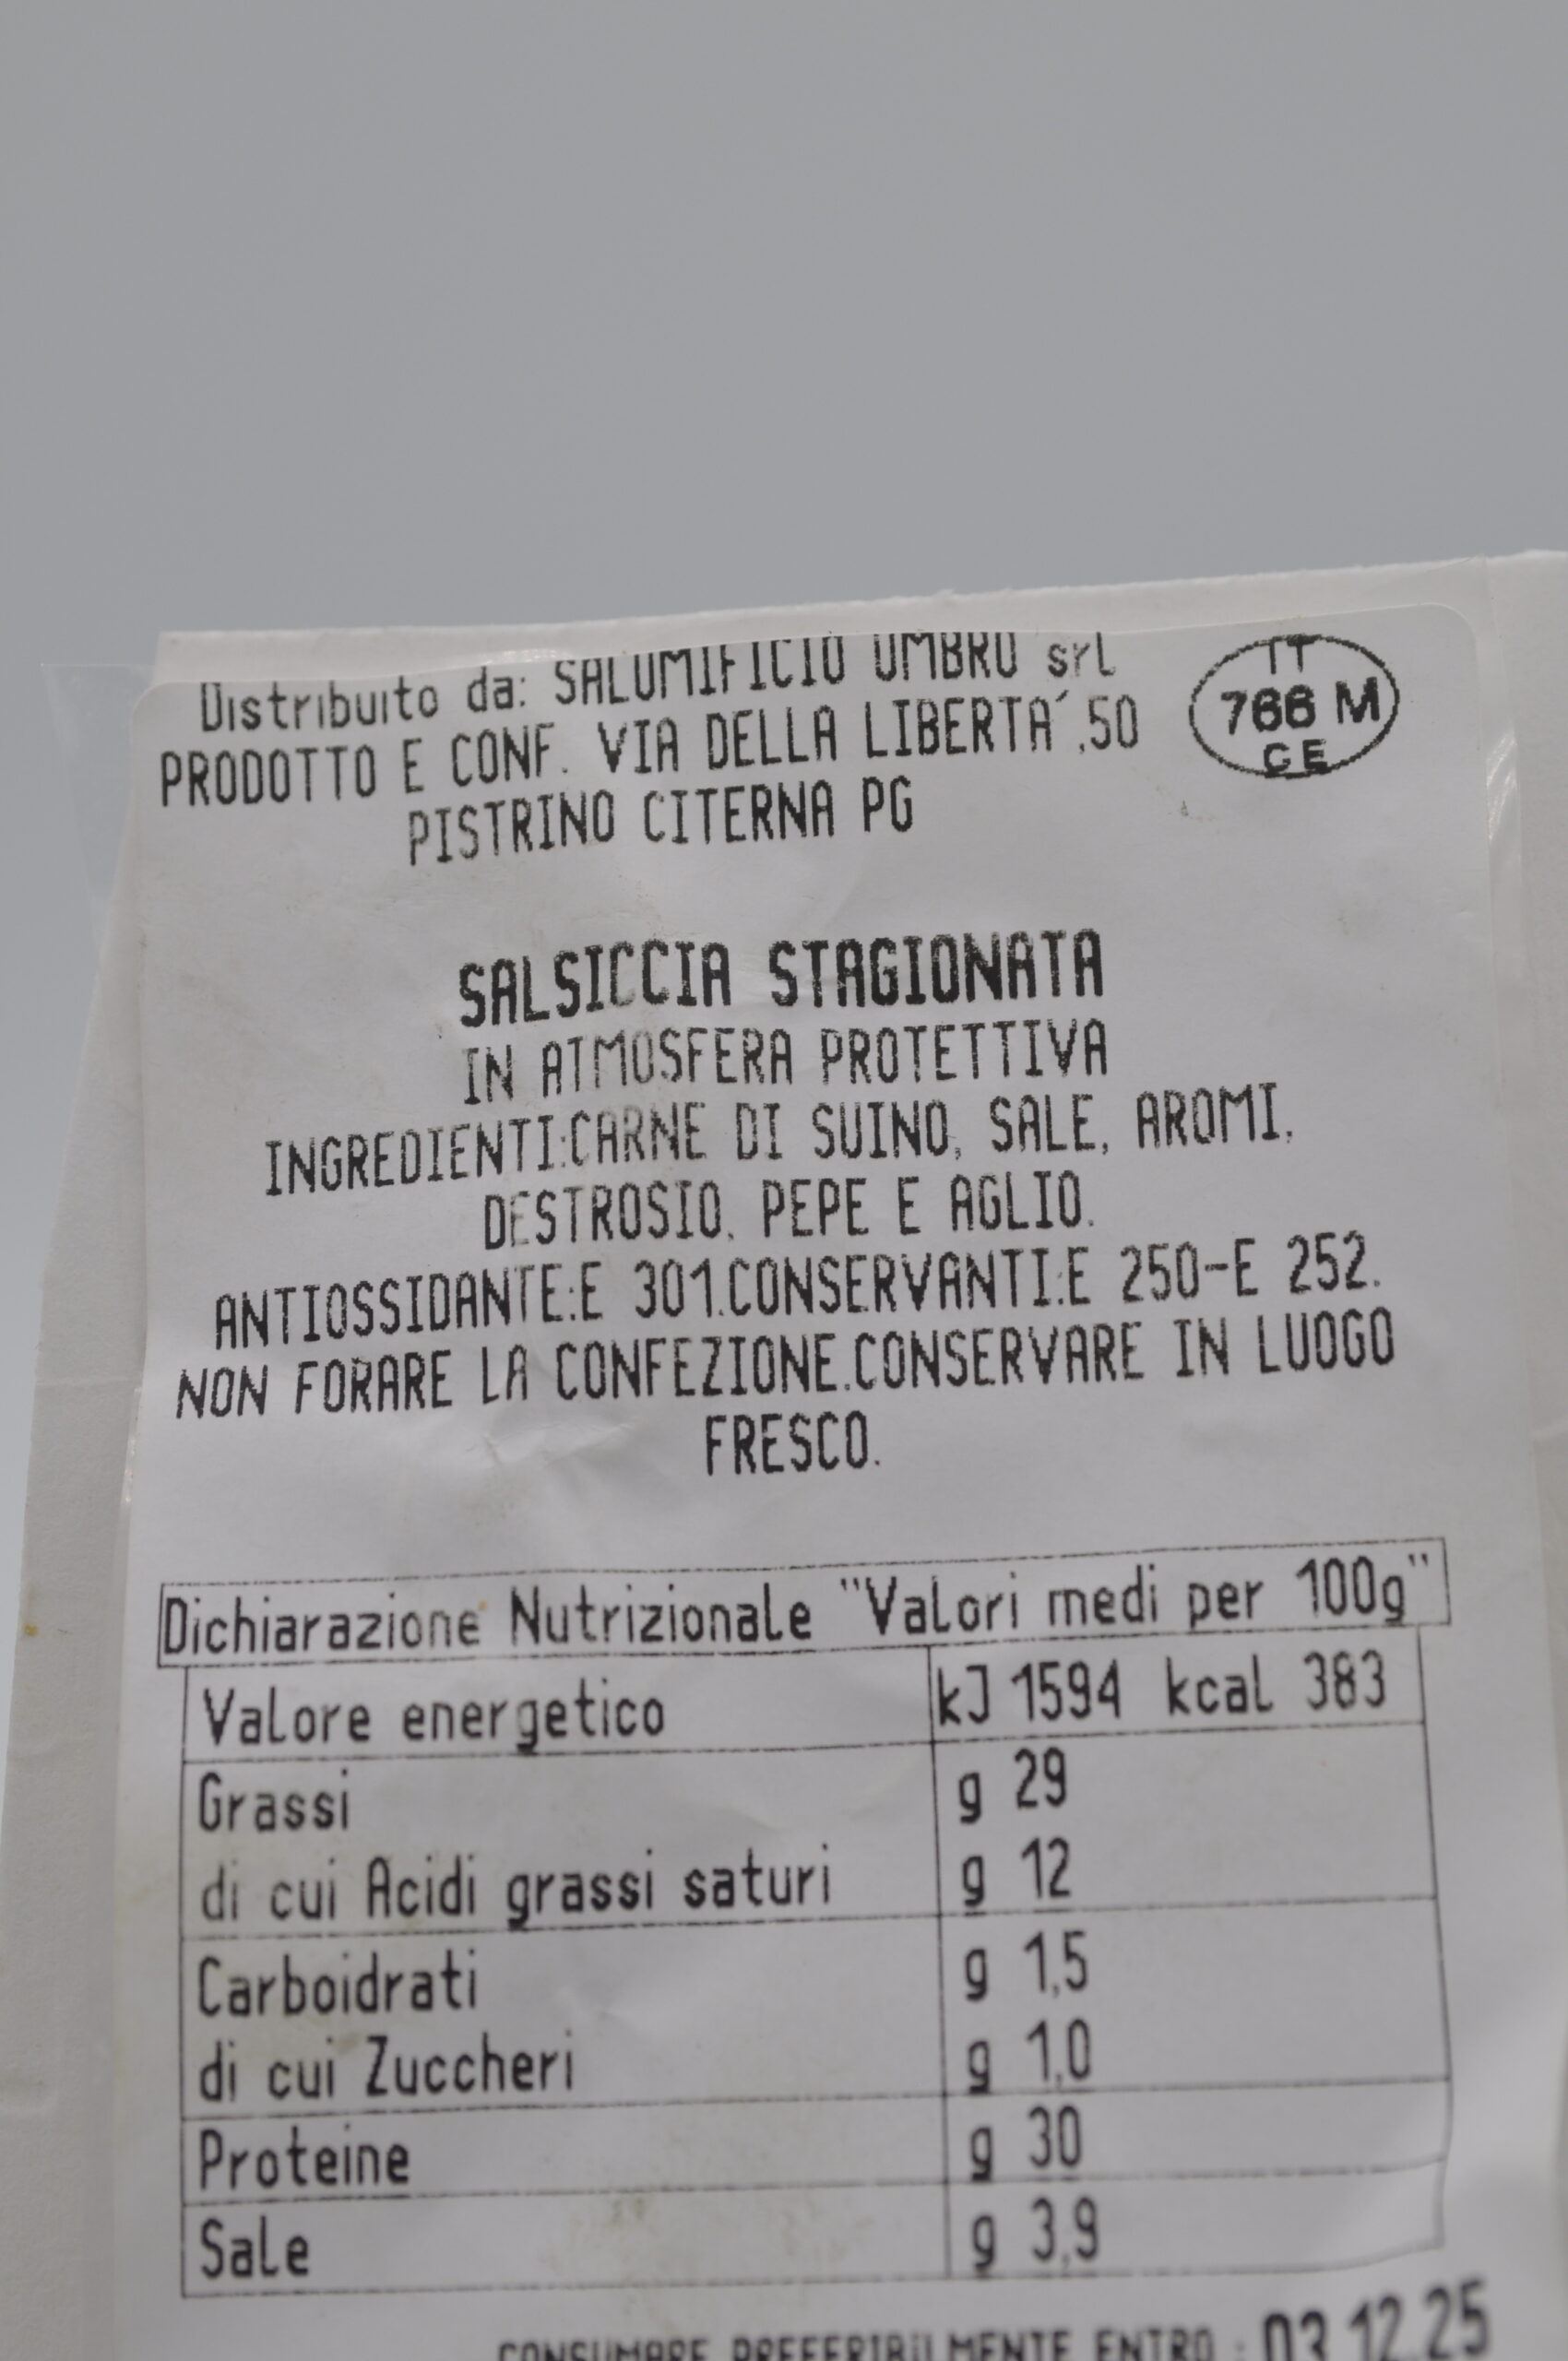 Distribuito da: SALUMIFICIO UMBRO srl
PRODOTTO E CONF. VIA DELLA LIBERTA´,50
PISTRINO CITERNA PG
IT
766 M
CE
SALSICCIA STAGIONATA
IN ATMOSFERA PROTETTIVA
INGREDIENTI:CARNE DI SUINO, SALE, AROMI,
DESTROSIO, PEPE E AGLIO.
ANTIOSSIDANTE:E 301.CONSERVANTI:E 250-E 252.
NON FORARE LA CONFEZIONE.CONSERVARE IN LUOGO
FRESCO.
Dichiarazione Nutrizionale "Valori medi per 100g"
Valore energetico kJ 1594 kcal 383
Grassi g 29
di cui Acidi grassi saturi g 12
Carboidrati g 1,5
di cui Zuccheri g 1,0
Proteine g 30
Sale g 3,9
CONSUMARE PREFERIBILMENTE ENTRO : 03.12.25